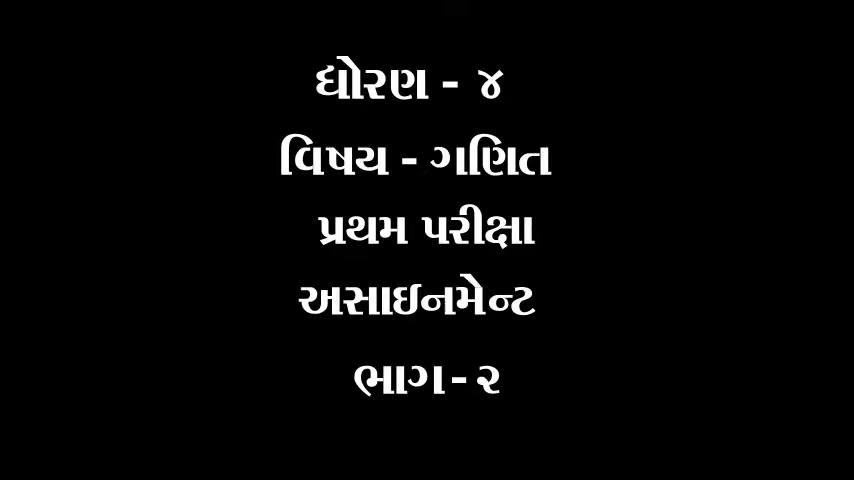 ધોરણ - ૪
વિષય - ગણિત
પ્રથમ પરીક્ષા
અસાઇનમેન્ટ
ભાગ - ૨